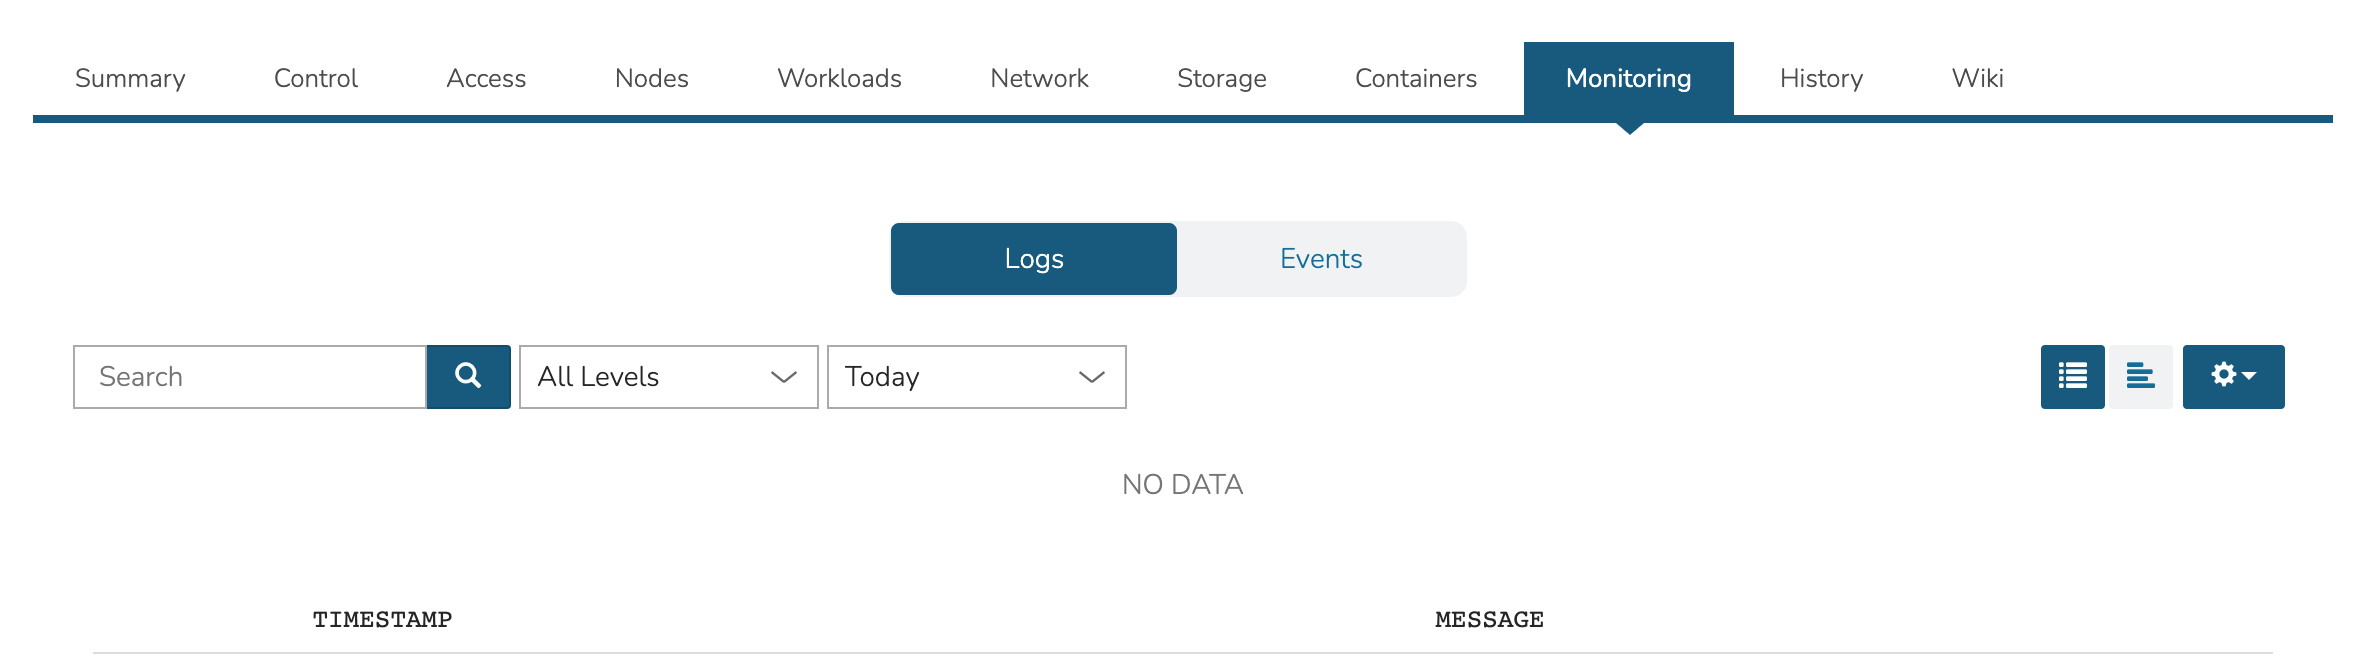 Summary Control Access Nodes Workloads Network Storage Containers Monitoring History Wiki
Logs Events
Search All Levels Today
NO DATA
TIMESTAMP MESSAGE